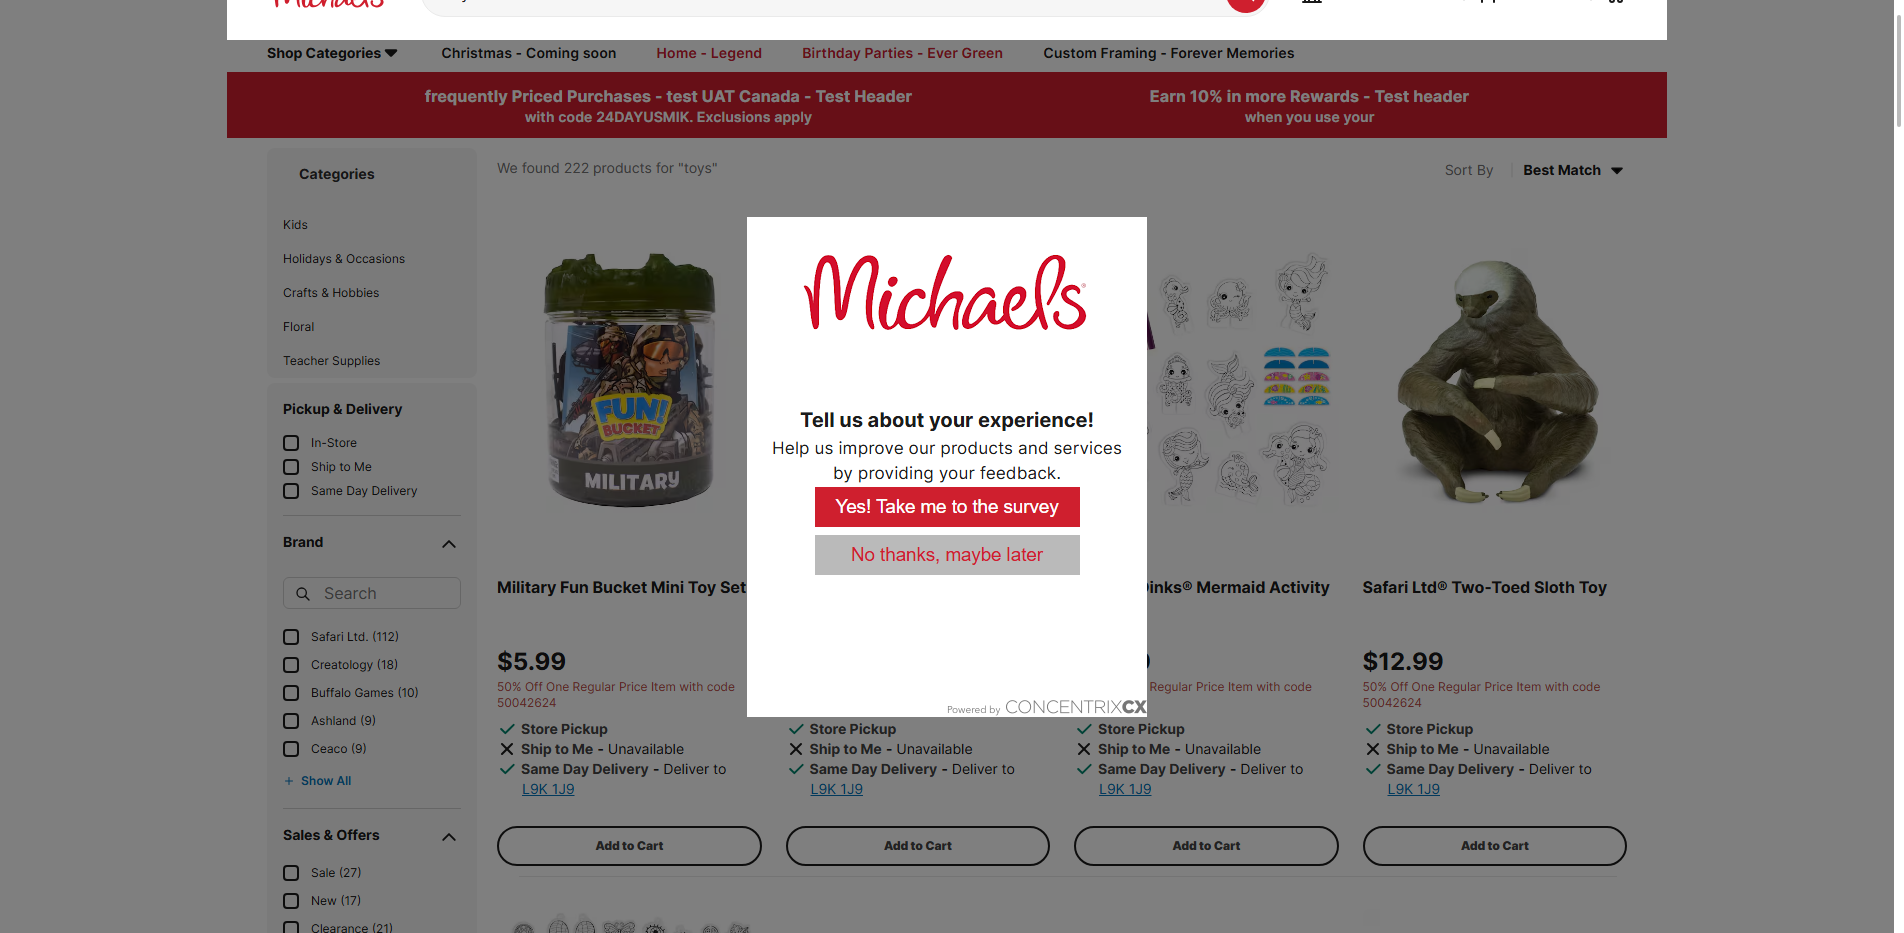 Michaels
Shop Categories
Christmas - Coming soon
Home - Legend
Birthday Parties - Ever Green
Custom Framing - Forever Memories
frequently Priced Purchases - test UAT Canada - Test Header
with code 24DAYUSMIK. Exclusions apply
Earn 10% in more Rewards - Test header
when you use your
Categories
Kids
Holidays & Occasions
Crafts & Hobbies
Floral
Teacher Supplies
Pickup & Delivery
In-Store
Ship to Me
Same Day Delivery
Brand
Search
Safari Ltd. (112)
Creatology (18)
Buffalo Games (10)
Ashland (9)
Ceaco (9)
+ Show All
Sales & Offers
Sale (27)
New (17)
Clearance (21)
We found 222 products for "toys"
Sort By
Best Match
FUN!
BUCKET
MILITARY
Military Fun Bucket Mini Toy Set
$5.99
50% Off One Regular Price Item with code
50042624
Store Pickup
Ship to Me - Unavailable
Same Day Delivery - Deliver to
L9K 1J9
Add to Cart
Michaels
Tell us about your experience!
Help us improve our products and services
by providing your feedback.
Yes! Take me to the survey
No thanks, maybe later
Powered by CONCENTRIXCX
Store Pickup
Ship to Me - Unavailable
Same Day Delivery - Deliver to
L9K 1J9
Add to Cart
Mermaid Activity
Regular Price Item with code
Store Pickup
Ship to Me - Unavailable
Same Day Delivery - Deliver to
L9K 1J9
Add to Cart
Safari Ltd® Two-Toed Sloth Toy
$12.99
50% Off One Regular Price Item with code
50042624
Store Pickup
Ship to Me - Unavailable
Same Day Delivery - Deliver to
L9K 1J9
Add to Cart